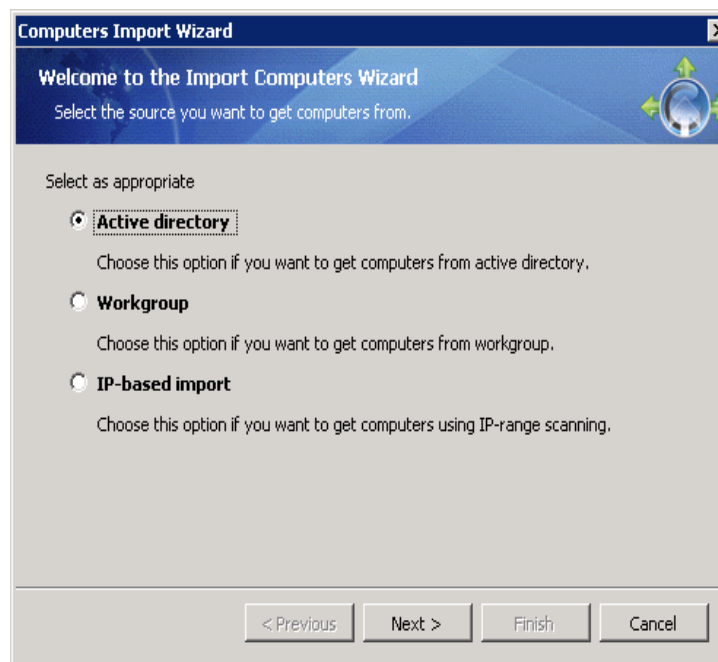 Computers Import Wizard
Welcome to the Import Computers Wizard
Select the source you want to get computers from.
Select as appropriate
Active directory
Choose this option if you want to get computers from active directory.
Workgroup
Choose this option if you want to get computers from workgroup.
IP-based import
Choose this option if you want to get computers using IP-range scanning.
< Previous
Next >
Finish
Cancel